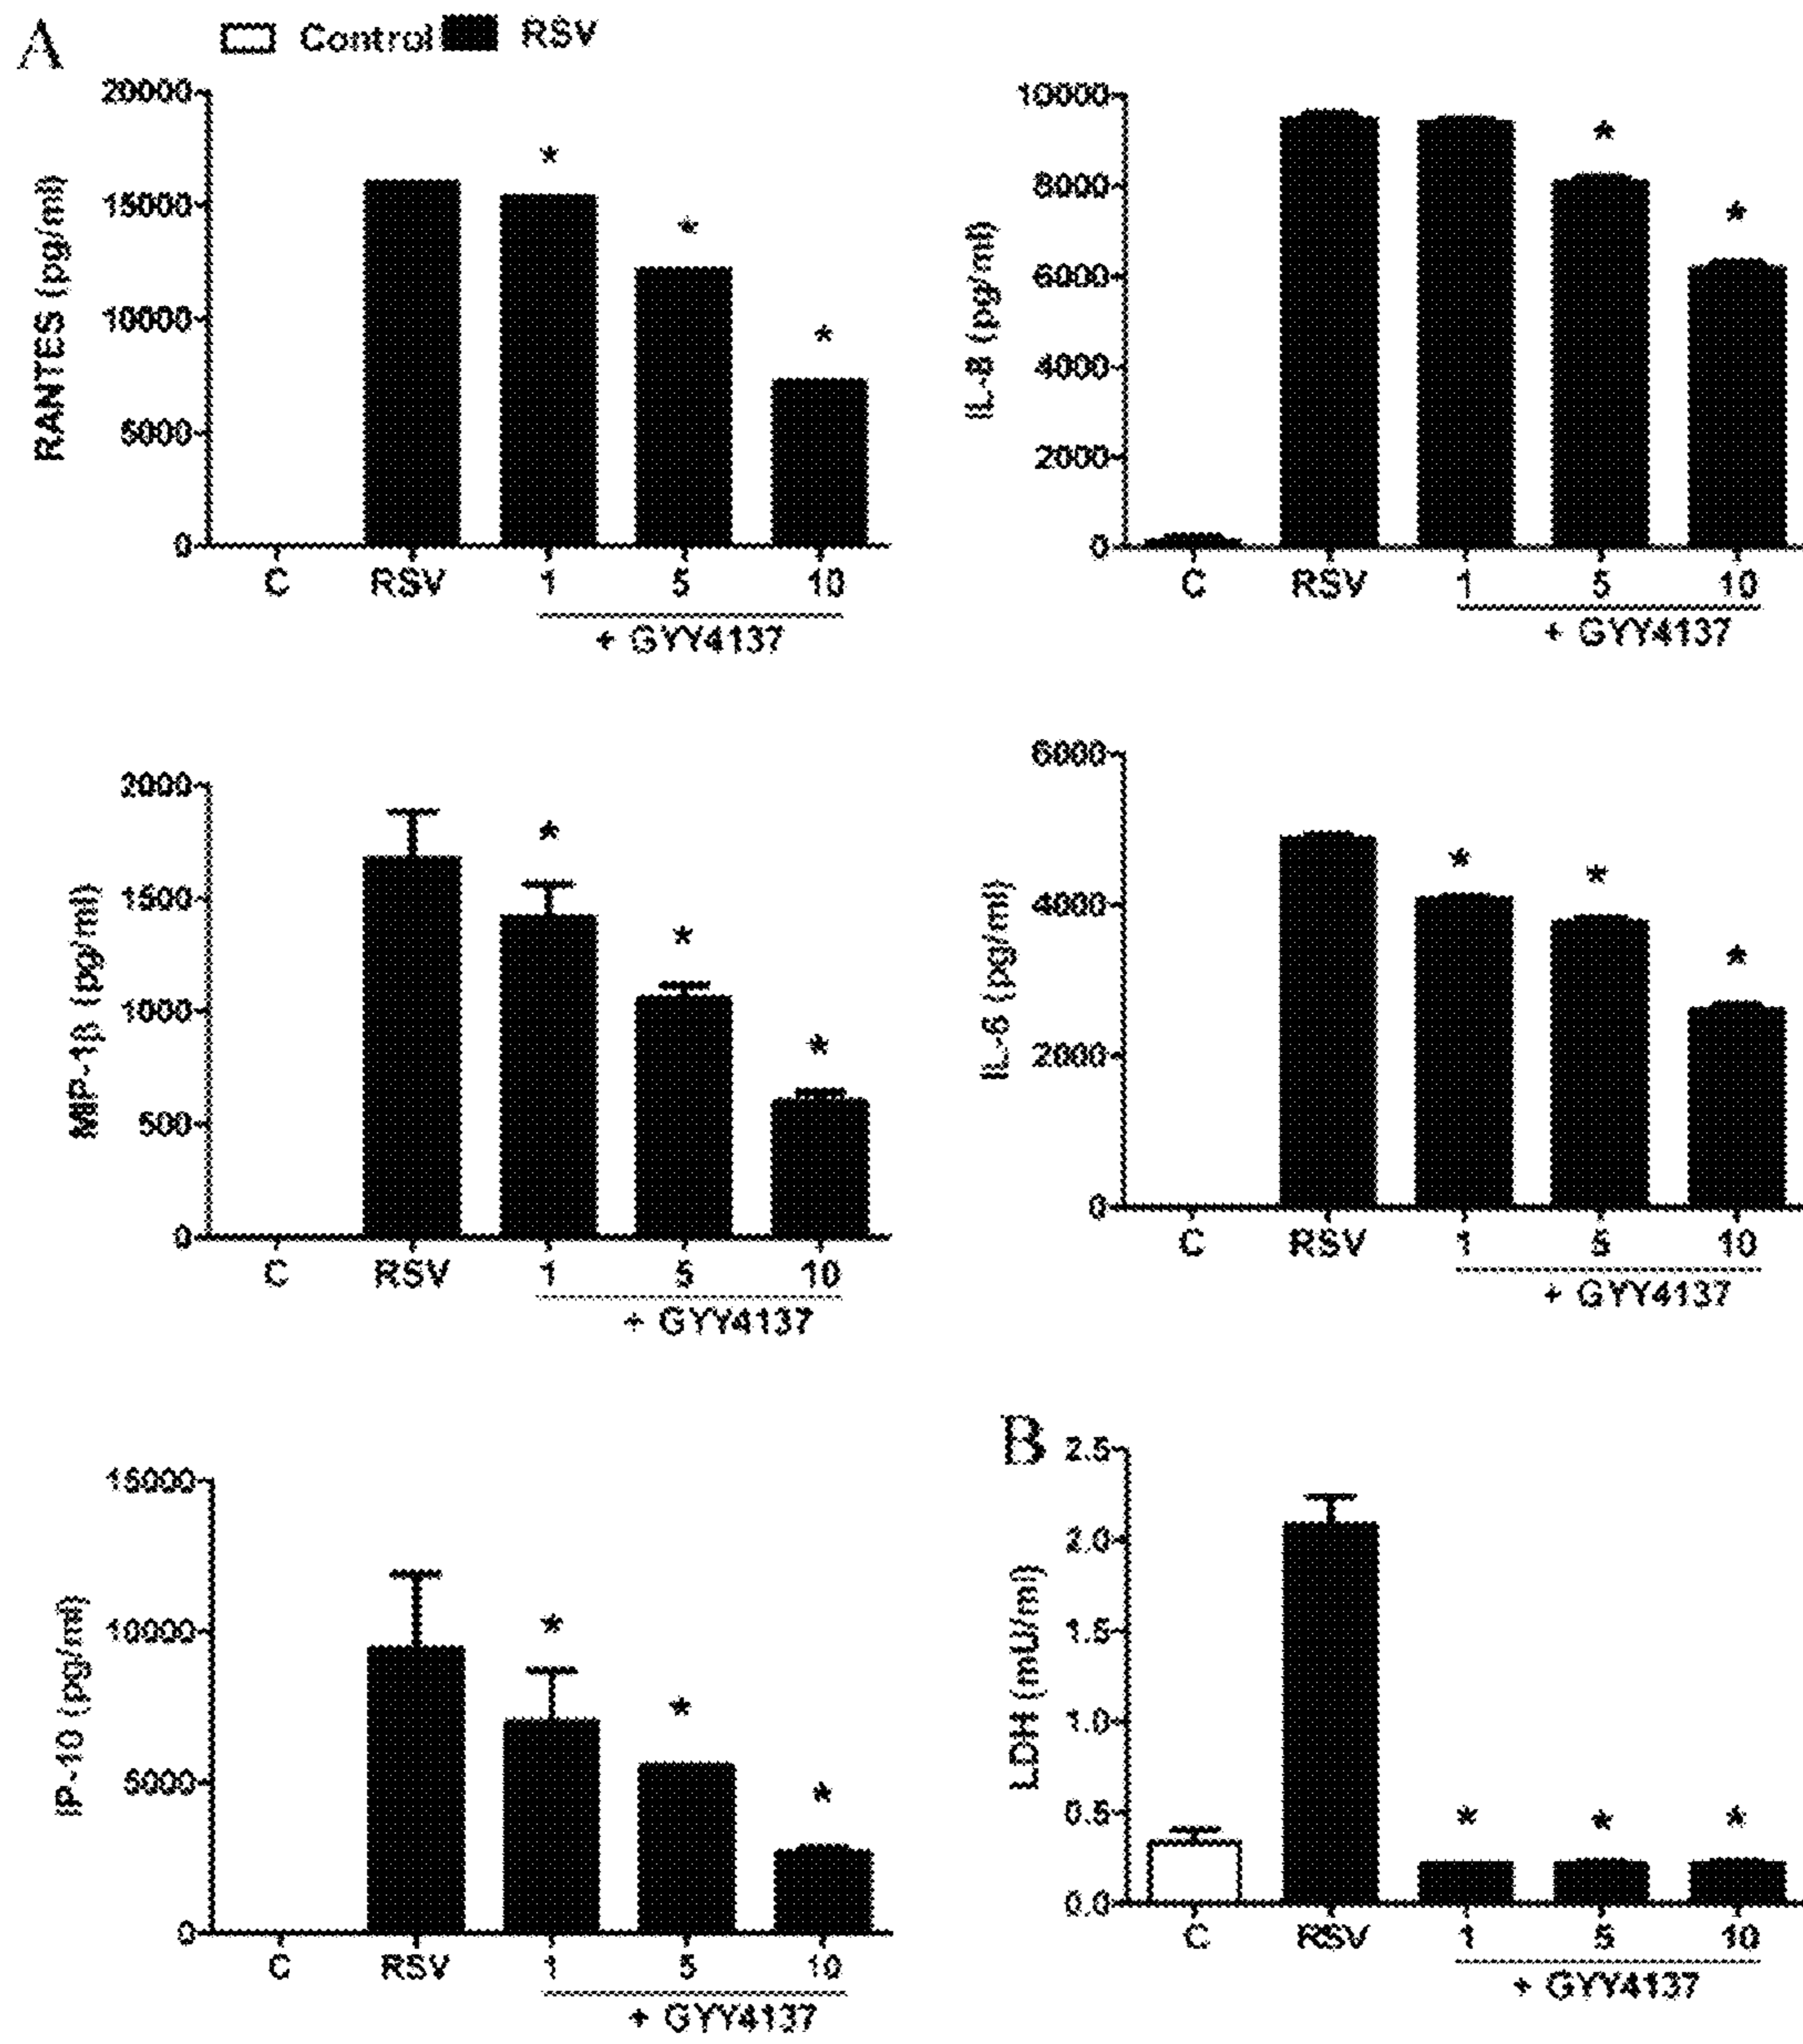 A
Control RSV
RANTES (pg/ml)
20000
15000
10000
5000
0
*
*
*
C RSV 1 5 10
+ GYY4137
IL-8 (pg/ml)
10000
8000
6000
4000
2000
0
*
*
C RSV 1 5 10
+ GYY4137
MIP-1β (pg/ml)
2000
1500
1000
500
0
*
*
*
C RSV 1 5 10
+ GYY4137
IL-6 (pg/ml)
6000
4000
2000
0
*
*
*
C RSV 1 5 10
+ GYY4137
IP-10 (pg/ml)
15000
10000
5000
0
*
*
*
C RSV 1 5 10
+ GYY4137
B
LDH (mU/ml)
2.5
2.0
1.5
1.0
0.5
0.0
* * *
C RSV 1 5 10
+ GYY4137